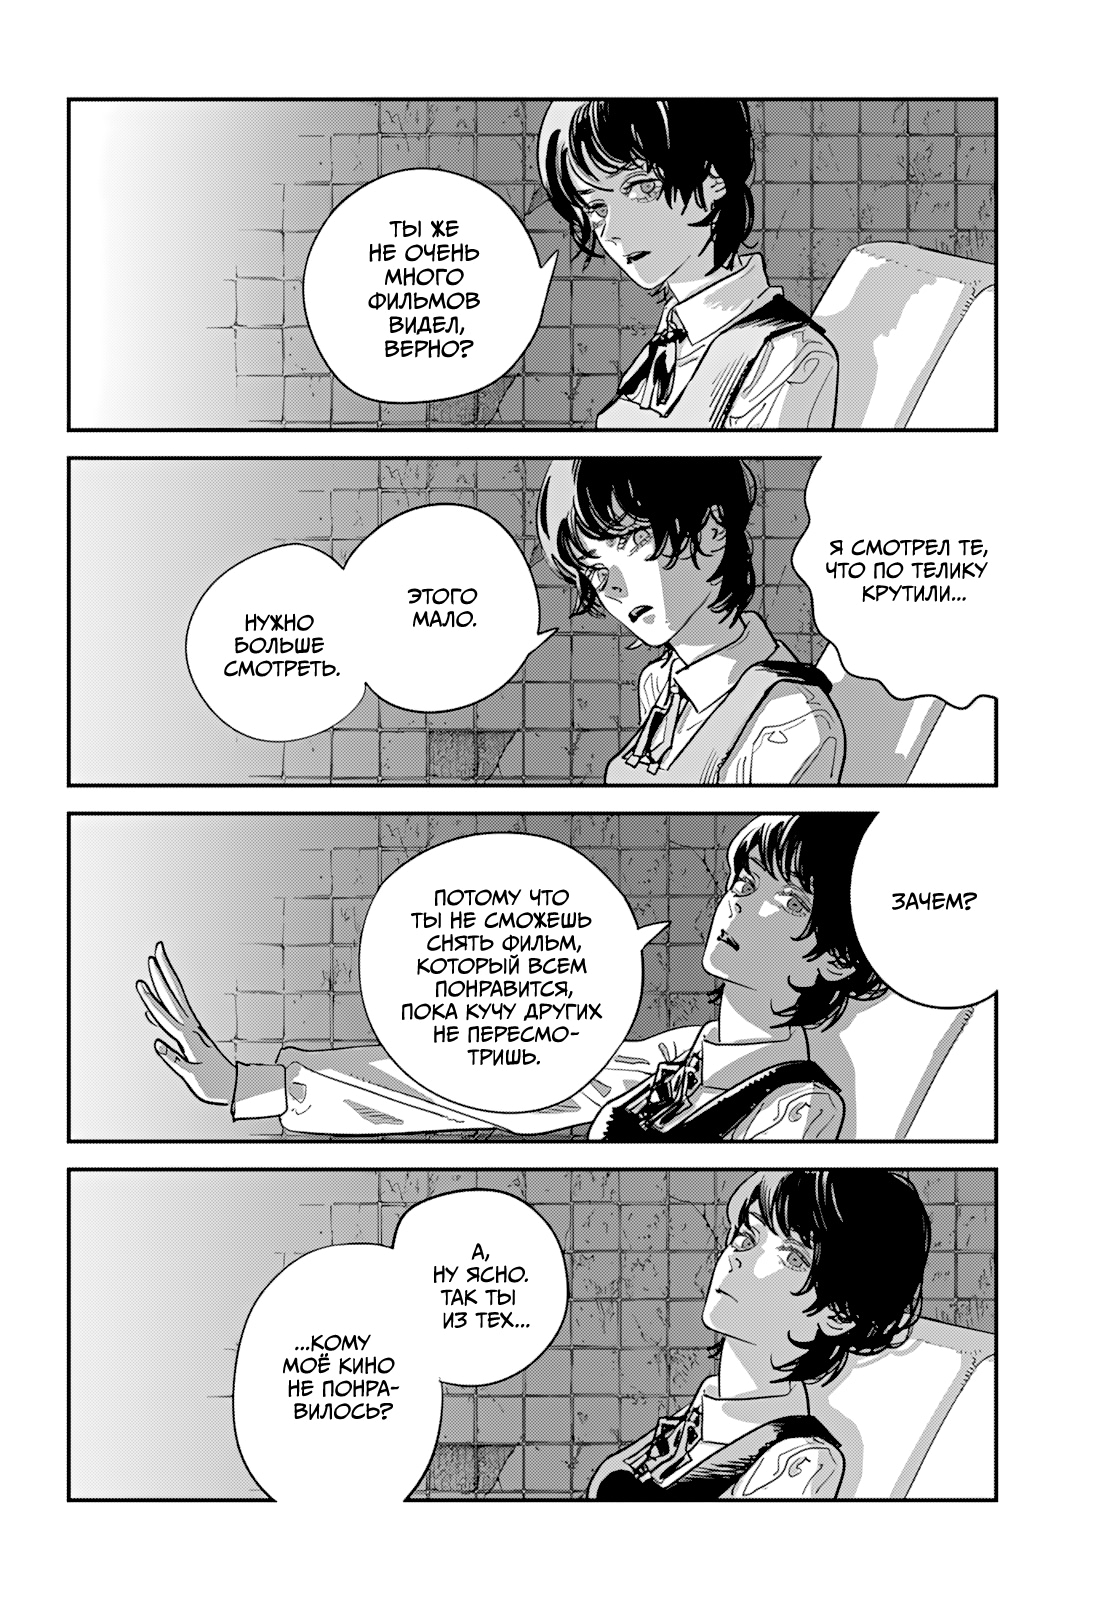 ТЫ ЖЕ
НЕ ОЧЕНЬ
МНОГО
ФИЛЬМОВ
ВИДЕЛ,
ВЕРНО?
Я СМОТРЕЛ ТЕ,
ЧТО ПО ТЕЛИКУ
КРУТИЛИ...
ЭТОГО
МАЛО.
НУЖНО
БОЛЬШЕ
СМОТРЕТЬ.
ЗАЧЕМ?
ПОТОМУ ЧТО
ТЫ НЕ СМОЖЕШЬ
СНЯТЬ ФИЛЬМ,
КОТОРЫЙ ВСЕМ
ПОНРАВИТСЯ,
ПОКА КУЧУ ДРУГИХ
НЕ ПЕРЕСМО-
ТРИШЬ.
А,
НУ ЯСНО.
ТАК ТЫ
ИЗ ТЕХ...
...КОМУ
МОЁ КИНО
НЕ ПОНРА-
ВИЛОСЬ?